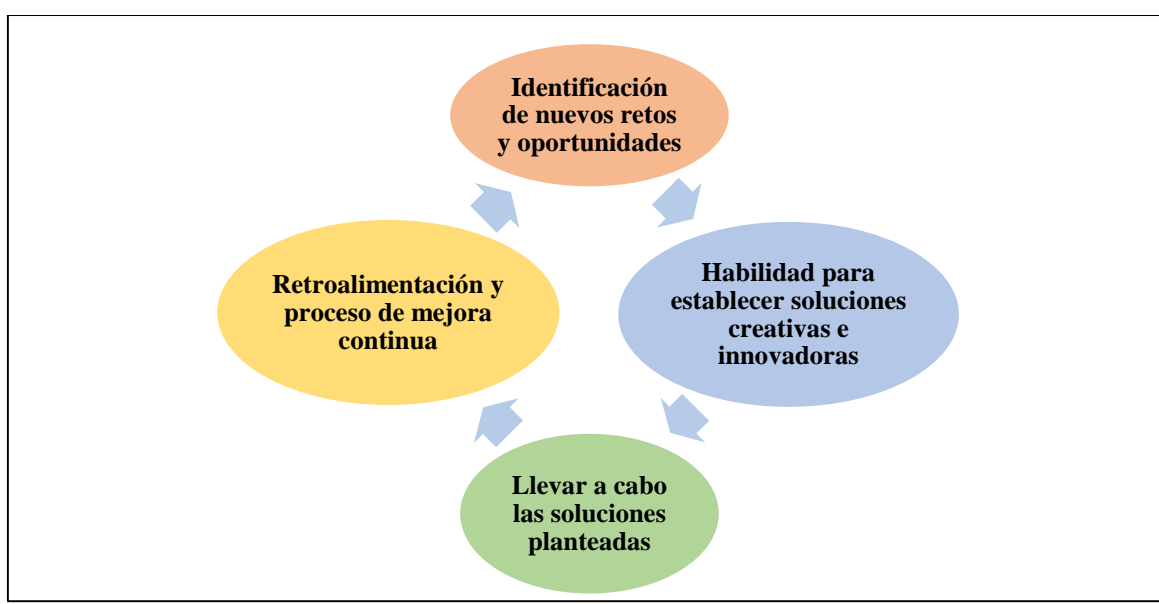 Identificación
de nuevos retos
y oportunidades
Habilidad para
establecer soluciones
creativas e
innovadoras
Llevar a cabo
las soluciones
planteadas
Retroalimentación y
proceso de mejora
continua